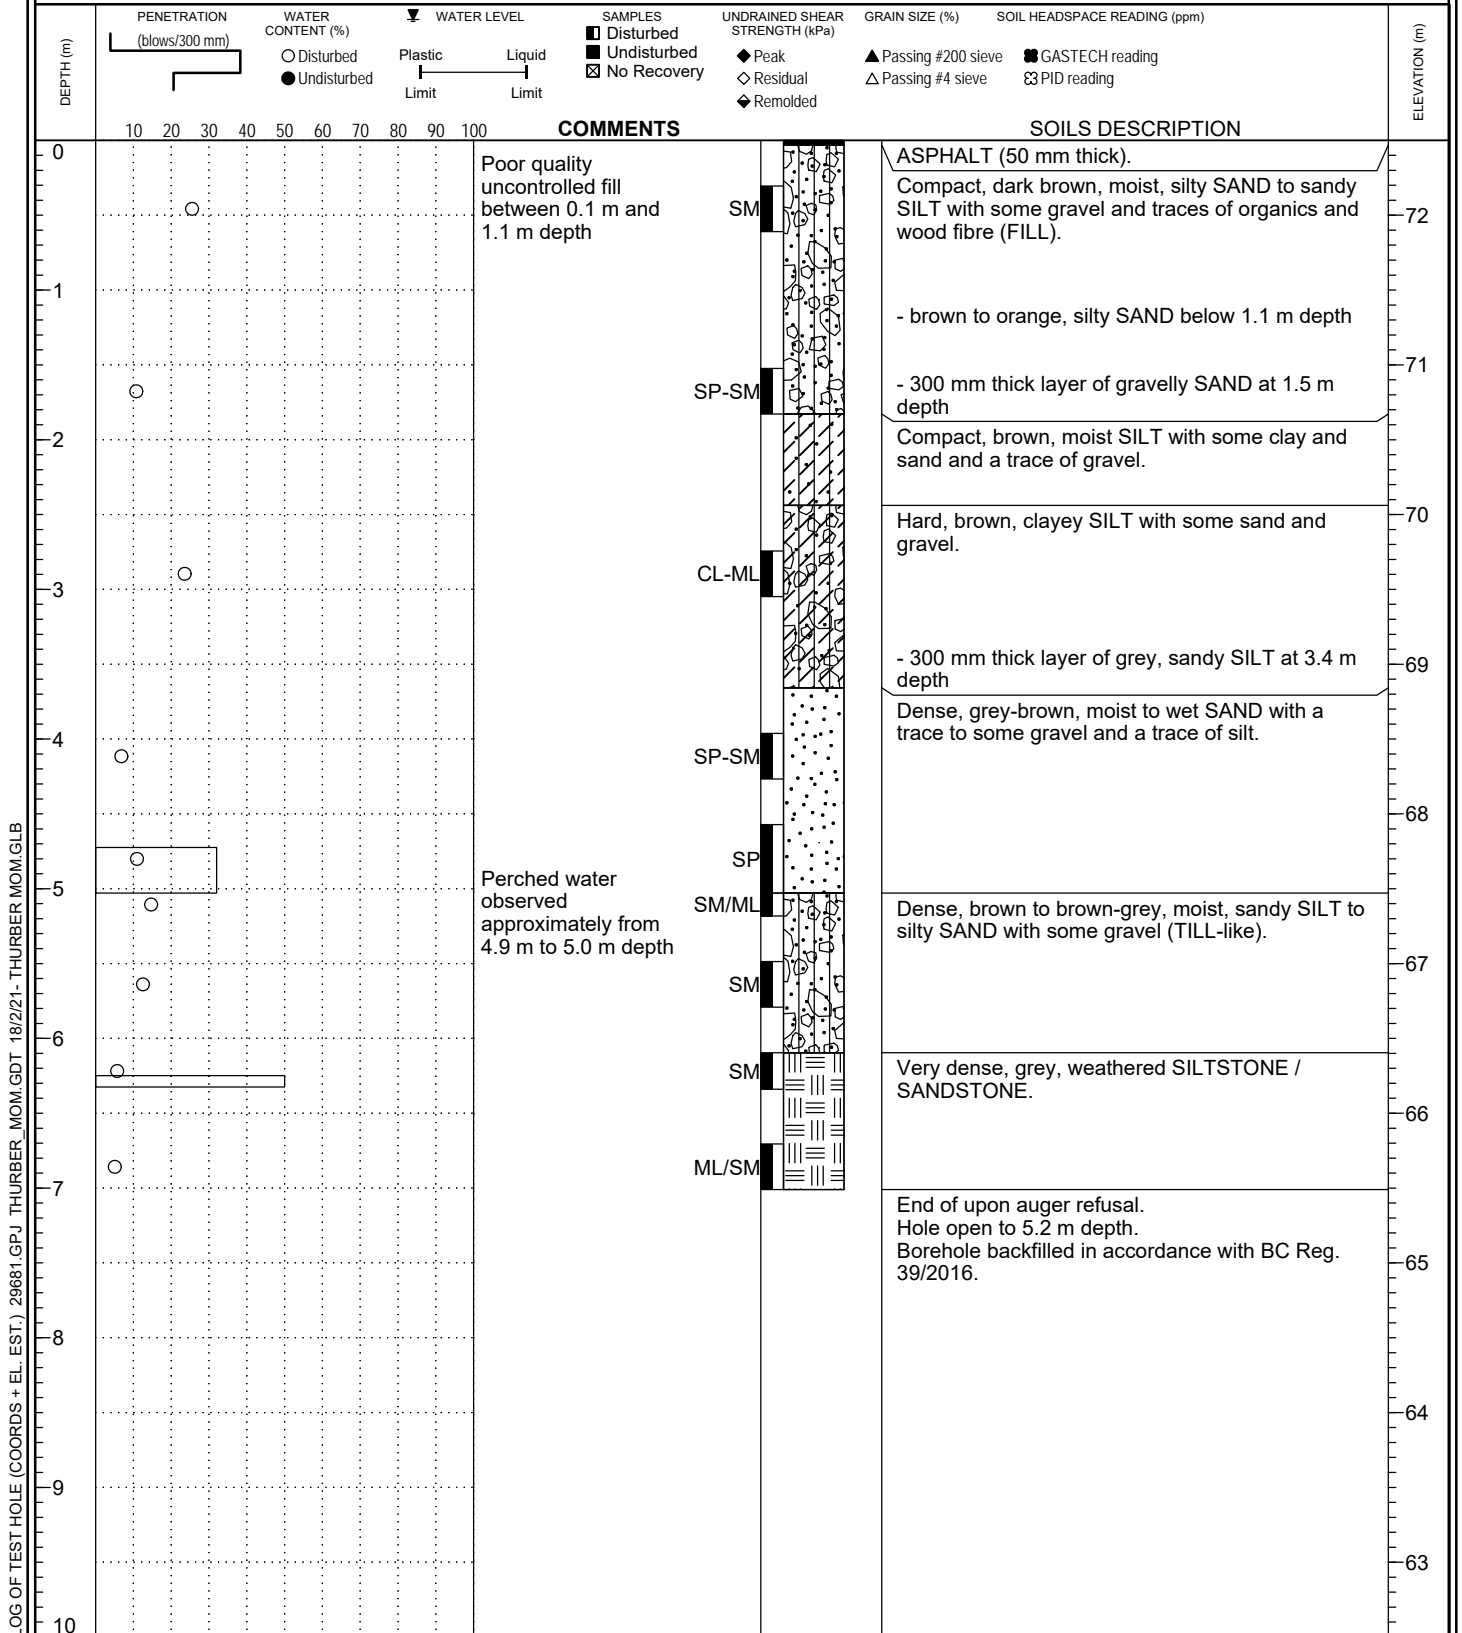 PENETRATION
(blows/300 mm)
WATER
CONTENT (%)
Disturbed
Undisturbed
WATER LEVEL
Plastic Liquid
Limit Limit
SAMPLES
Disturbed
Undisturbed
No Recovery
UNDRAINED SHEAR
STRENGTH (kPa)
Peak
Residual
Remolded
GRAIN SIZE (%)
Passing #200 sieve
Passing #4 sieve
SOIL HEADSPACE READING (ppm)
GASTECH reading
PID reading
DEPTH (m)
ELEVATION (m)
10 20 30 40 50 60 70 80 90 100
COMMENTS
SOILS DESCRIPTION
0
1
2
3
4
5
6
7
8
9
10
Poor quality
uncontrolled fill
between 0.1 m and
1.1 m depth
Perched water
observed
approximately from
4.9 m to 5.0 m depth
SM
SP-SM
CL-ML
SP-SM
SP
SM/ML
SM
SM
ML/SM
ASPHALT (50 mm thick).
Compact, dark brown, moist, silty SAND to sandy
SILT with some gravel and traces of organics and
wood fibre (FILL).
- brown to orange, silty SAND below 1.1 m depth
- 300 mm thick layer of gravelly SAND at 1.5 m
depth
Compact, brown, moist SILT with some clay and
sand and a trace of gravel.
Hard, brown, clayey SILT with some sand and
gravel.
- 300 mm thick layer of grey, sandy SILT at 3.4 m
depth
Dense, grey-brown, moist to wet SAND with a
trace to some gravel and a trace of silt.
Dense, brown to brown-grey, moist, sandy SILT to
silty SAND with some gravel (TILL-like).
Very dense, grey, weathered SILTSTONE /
SANDSTONE.
End of upon auger refusal.
Hole open to 5.2 m depth.
Borehole backfilled in accordance with BC Reg.
39/2016.
72
71
70
69
68
67
66
65
64
63
OF TEST HOLE (COORDS + EL. EST.) 29681.GPJ THURBER_MOM.GDT 18/2/21- THURBER MOM.GLB